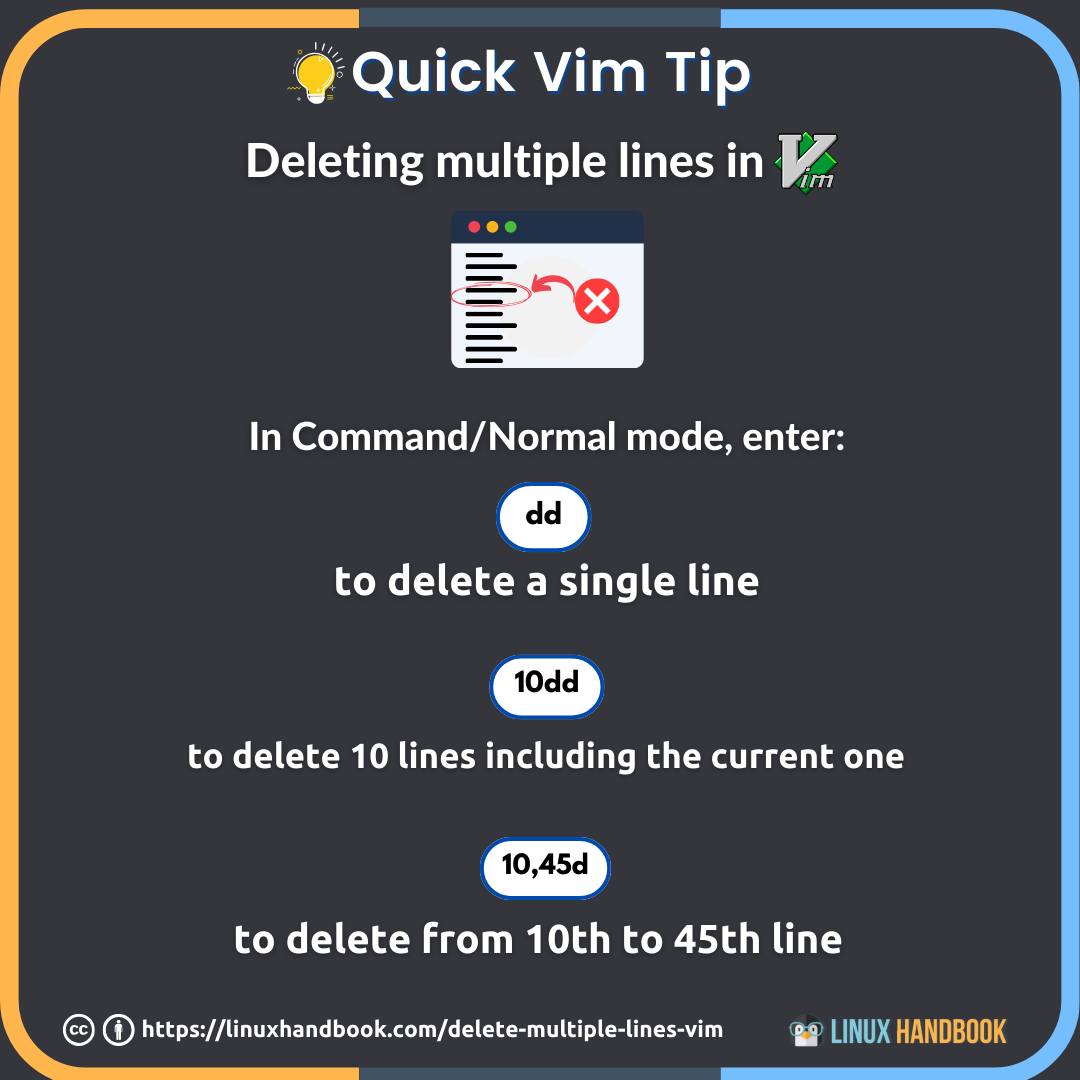 Quick Vim Tip
Deleting multiple lines in Vim
In Command/Normal mode, enter:
dd
to delete a single line
10dd
to delete 10 lines including the current one
10,45d
to delete from 10th to 45th line
cc https://linuxhandbook.com/delete-multiple-lines-vim LINUX HANDBOOK